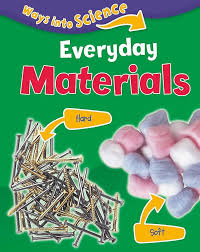 Ways Into Science
Everyday
Materials
Hard
Soft